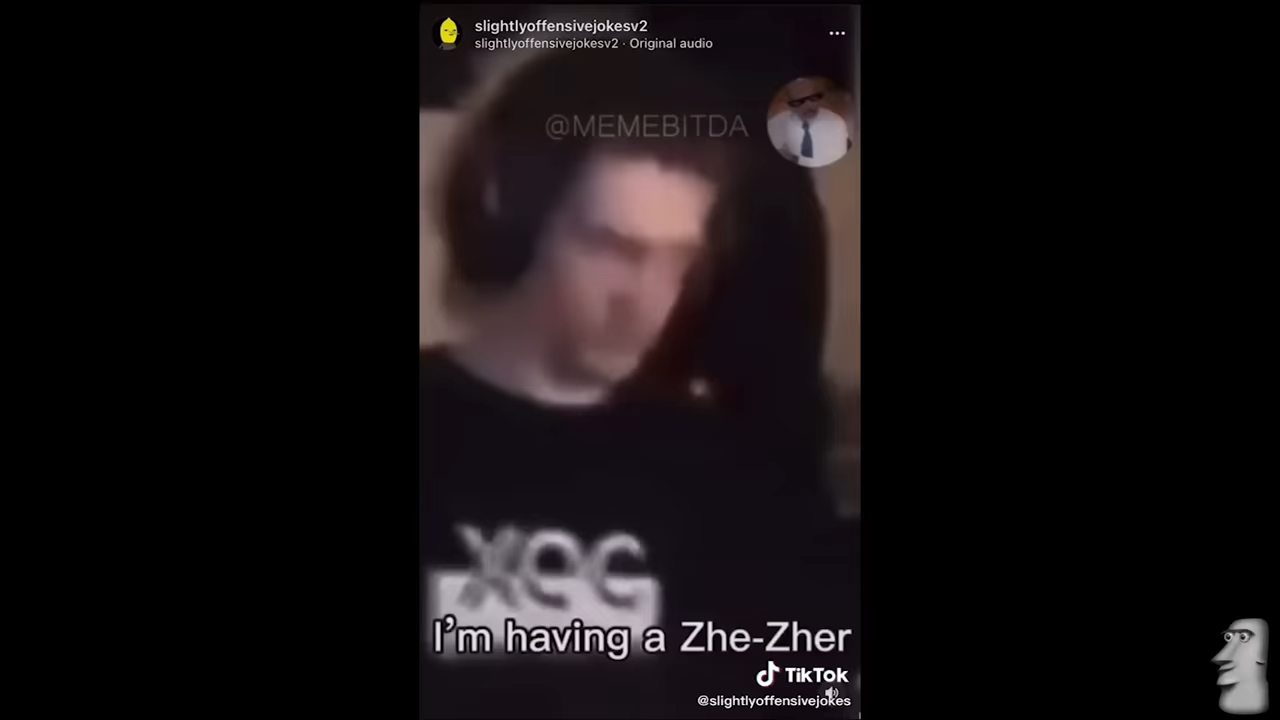 slightlyoffensivejokesv2
slightlyoffensivejokesv2 · Original audio
@MEMEBITDA
XQC
I'm having a Zhe-Zher
TikTok
@slightlyoffensivejokes